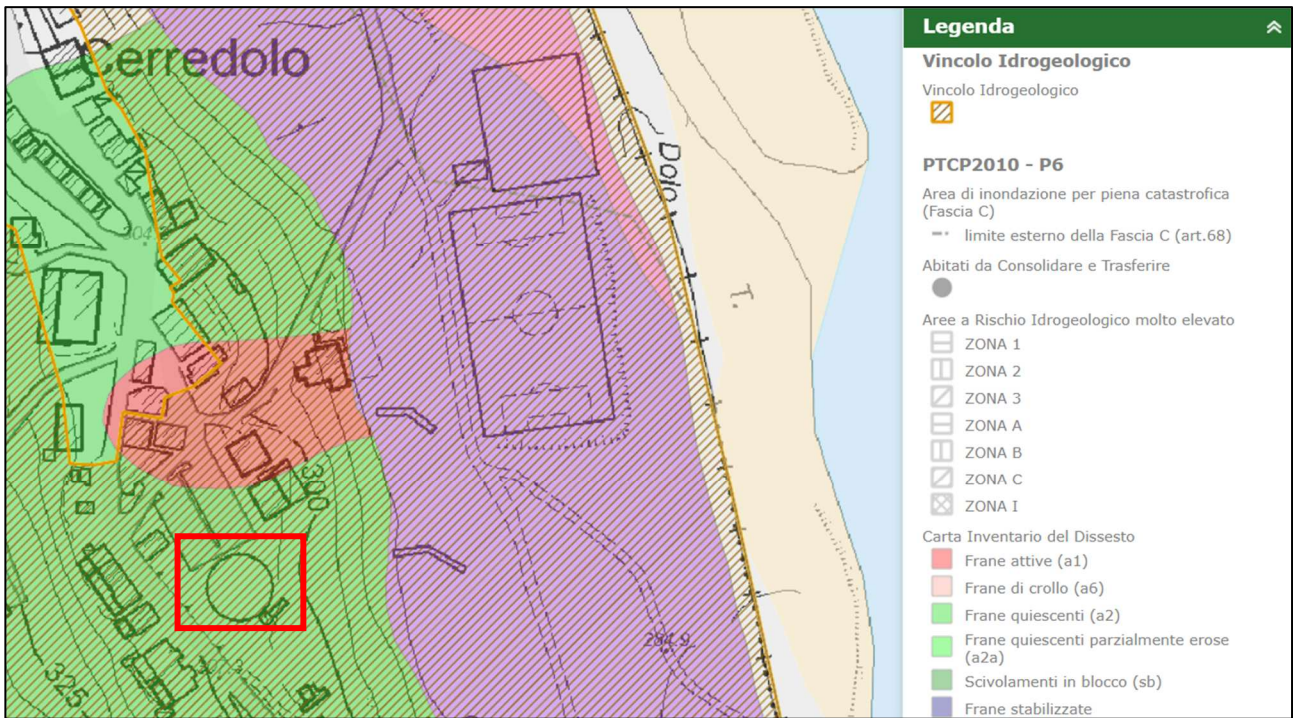 Cerredolo
304
Dolo
T.
300
325
284.9
Legenda
Vincolo Idrogeologico
Vincolo Idrogeologico
PTCP2010 - P6
Area di inondazione per piena catastrofica
(Fascia C)
limite esterno della Fascia C (art.68)
Abitati da Consolidare e Trasferire
Aree a Rischio Idrogeologico molto elevato
ZONA 1
ZONA 2
ZONA 3
ZONA A
ZONA B
ZONA C
ZONA I
Carta Inventario del Dissesto
Frane attive (a1)
Frane di crollo (a6)
Frane quiescenti (a2)
Frane quiescenti parzialmente erose
(a2a)
Scivolamenti in blocco (sb)
Frane stabilizzate